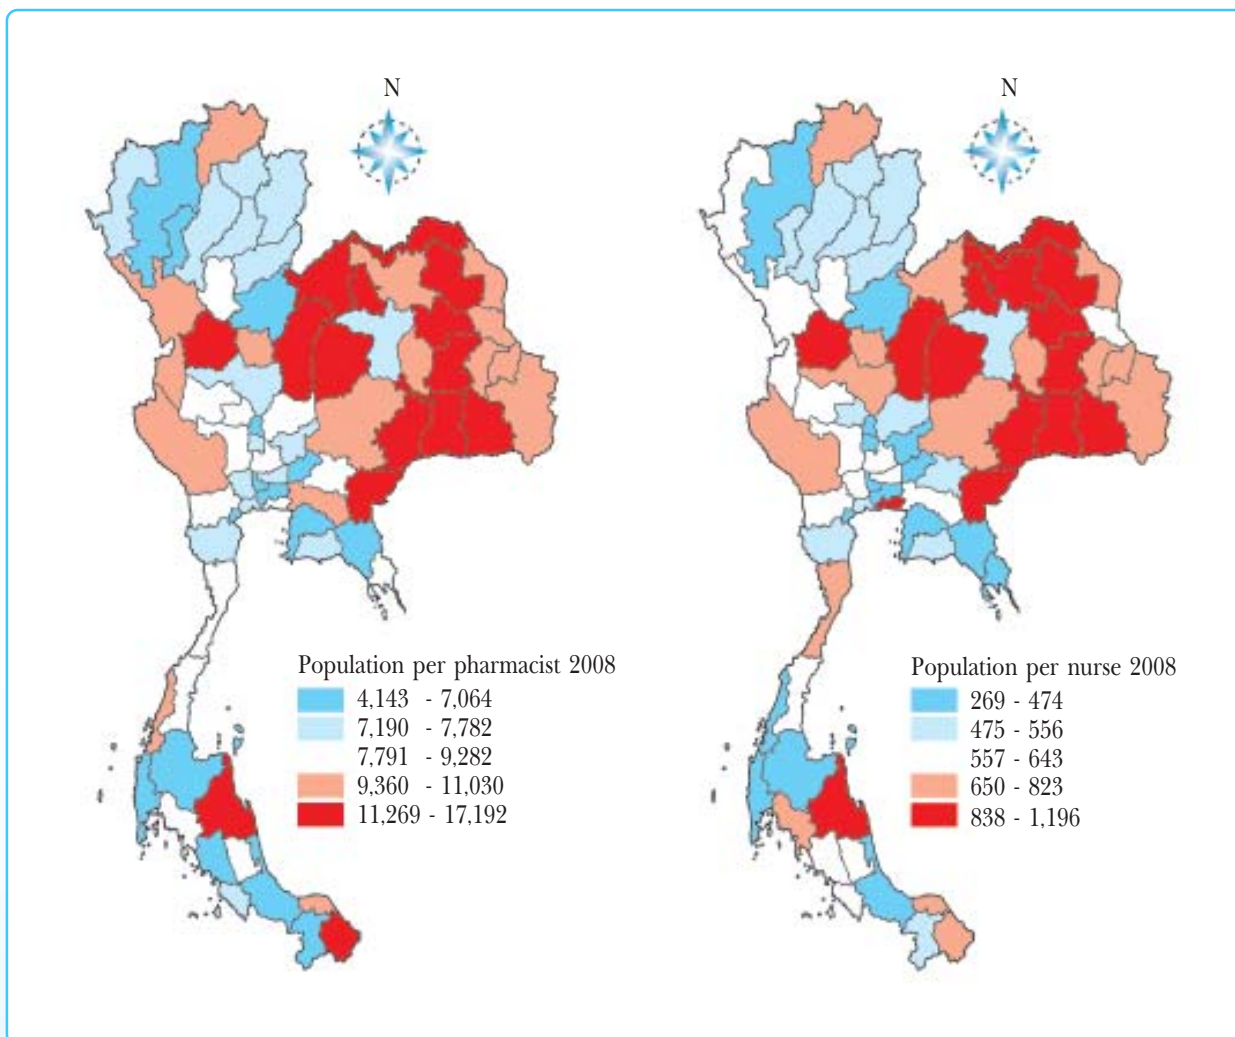 N
Population per pharmacist 2008
4,143 - 7,064
7,190 - 7,782
7,791 - 9,282
9,360 - 11,030
11,269 - 17,192
N
Population per nurse 2008
269 - 474
475 - 556
557 - 643
650 - 823
838 - 1,196